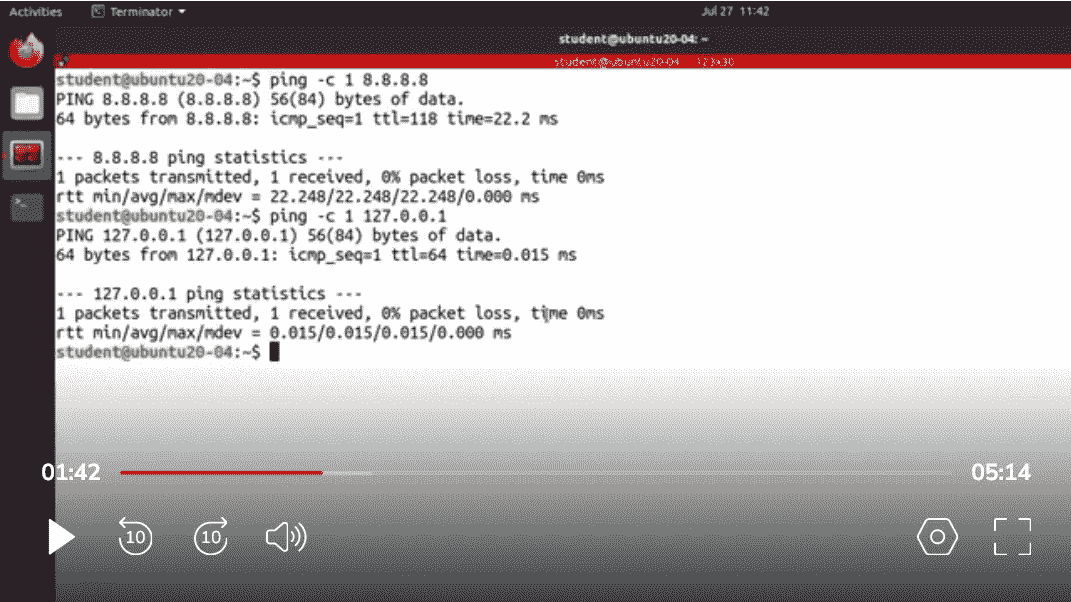 Activities Terminator Jul 27 11:42
student@ubuntu20-04: ~
student@ubuntu20-04: ~ 123x30
student@ubuntu20-04:~$ ping -c 1 8.8.8.8
PING 8.8.8.8 (8.8.8.8) 56(84) bytes of data.
64 bytes from 8.8.8.8: icmp_seq=1 ttl=118 time=22.2 ms
--- 8.8.8.8 ping statistics ---
1 packets transmitted, 1 received, 0% packet loss, time 0ms
rtt min/avg/max/mdev = 22.248/22.248/22.248/0.000 ms
student@ubuntu20-04:~$ ping -c 1 127.0.0.1
PING 127.0.0.1 (127.0.0.1) 56(84) bytes of data.
64 bytes from 127.0.0.1: icmp_seq=1 ttl=64 time=0.015 ms
--- 127.0.0.1 ping statistics ---
1 packets transmitted, 1 received, 0% packet loss, time 0ms
rtt min/avg/max/mdev = 0.015/0.015/0.015/0.000 ms
student@ubuntu20-04:~$
01:42 05:14
10 10